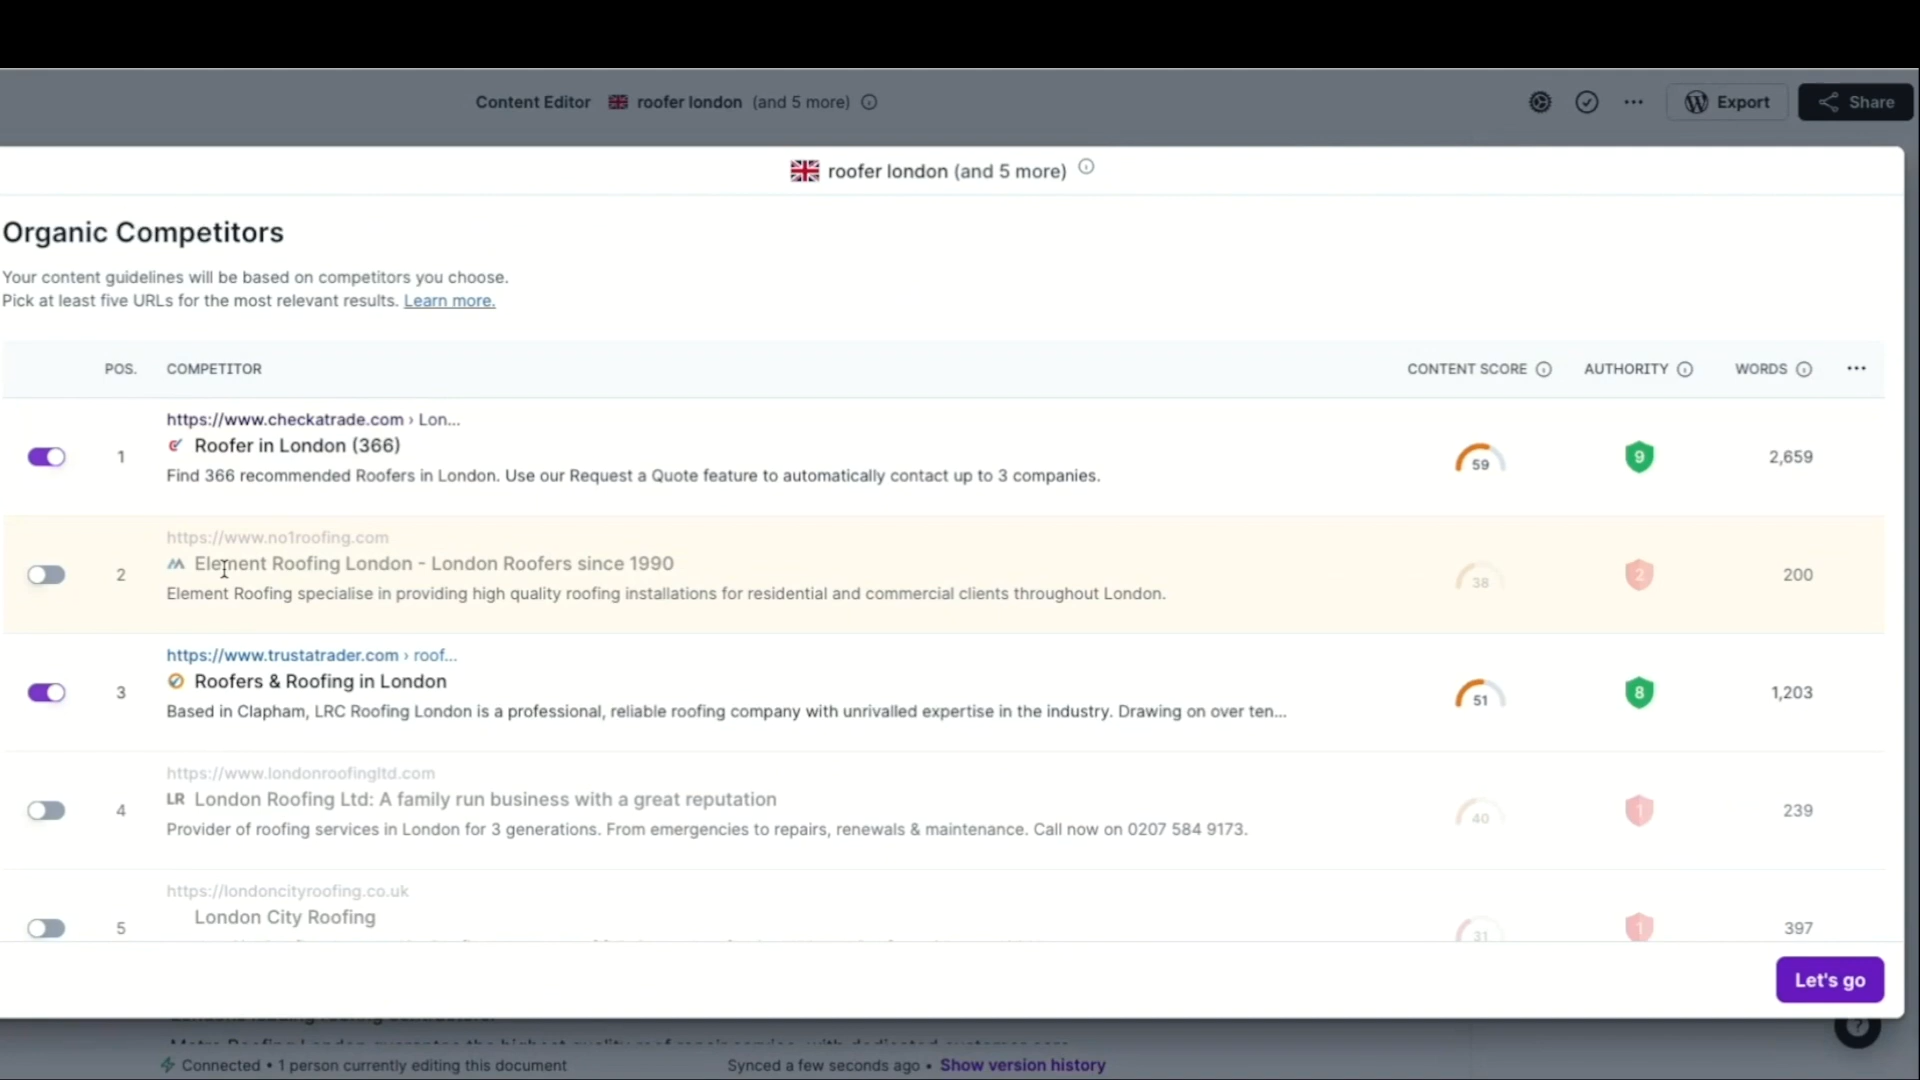 Content Editor roofer london (and 5 more)
Export
Share
roofer london (and 5 more)
Organic Competitors
Your content guidelines will be based on competitors you choose.
Pick at least five URLs for the most relevant results. Learn more.
POS. COMPETITOR CONTENT SCORE AUTHORITY WORDS
https://www.checkatrade.com › Lon...
1 Roofer in London (366) 59 9 2,659
Find 366 recommended Roofers in London. Use our Request a Quote feature to automatically contact up to 3 companies.
https://www.no1roofing.com
2 Element Roofing London - London Roofers since 1990 38 2 200
Element Roofing specialise in providing high quality roofing installations for residential and commercial clients throughout London.
https://www.trustatrader.com › roof...
3 Roofers & Roofing in London 51 8 1,203
Based in Clapham, LRC Roofing London is a professional, reliable roofing company with unrivalled expertise in the industry. Drawing on over ten...
https://www.londonroofingltd.com
4 LR London Roofing Ltd: A family run business with a great reputation 40 1 239
Provider of roofing services in London for 3 generations. From emergencies to repairs, renewals & maintenance. Call now on 0207 584 9173.
https://londoncityroofing.co.uk
5 London City Roofing 31 1 397
Let's go
Connected • 1 person currently editing this document Synced a few seconds ago • Show version history